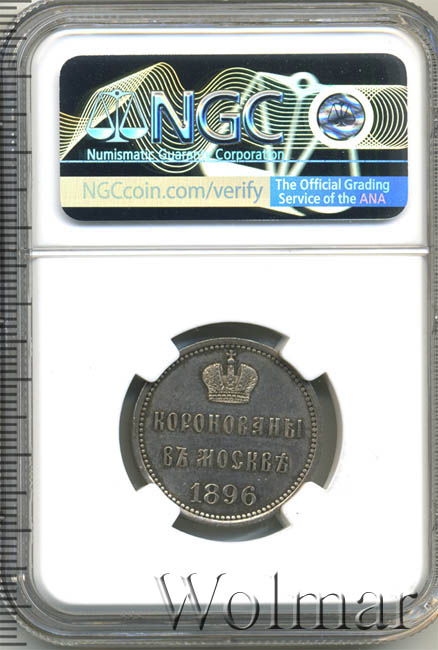 NGC
Numismatic Guaranty Corporation
NGCcoin.com/verify
The Official Grading
Service of the ANA
КОРОНОВАНЫ
ВЪ МОСКВѢ
1896
Wolmar